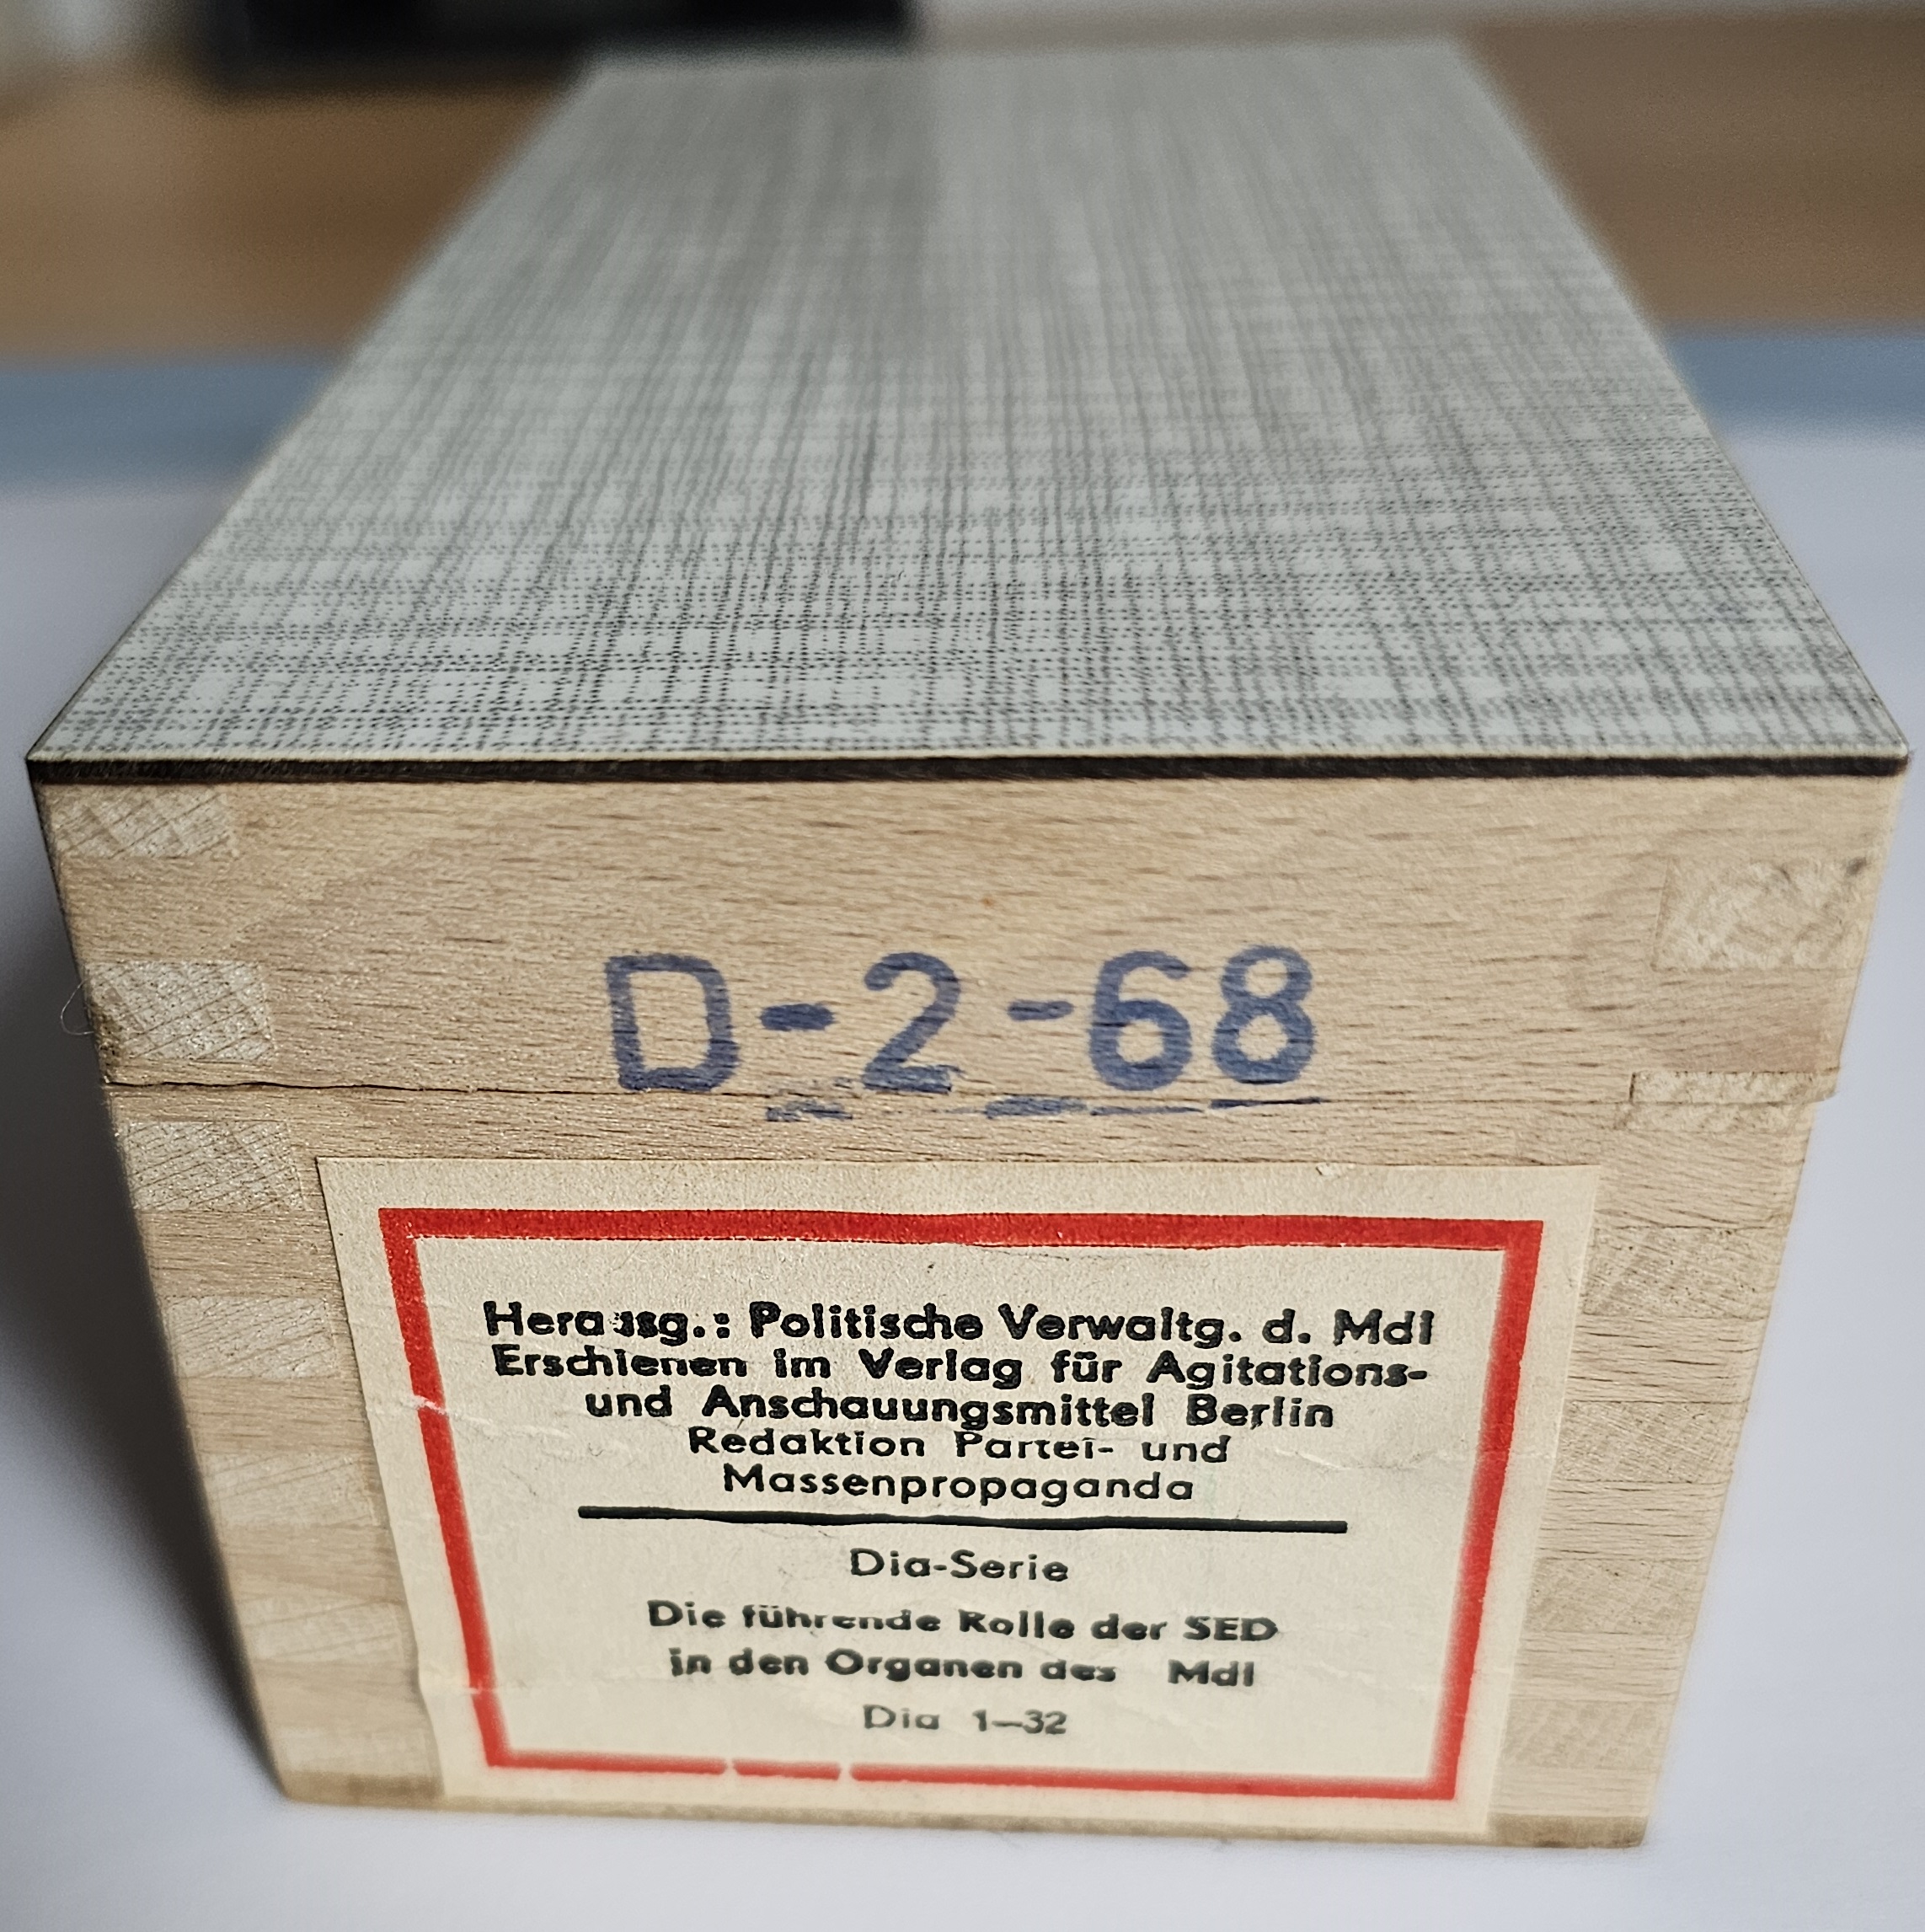 D-2-68
Herausg.: Politische Verwaltg. d. MdI
Erschienen im Verlag für Agitations-
und Anschauungsmittel Berlin
Redaktion Partei- und
Massenpropaganda
Dia-Serie
Die führende Rolle der SED
in den Organen des MdI
Dia 1–32